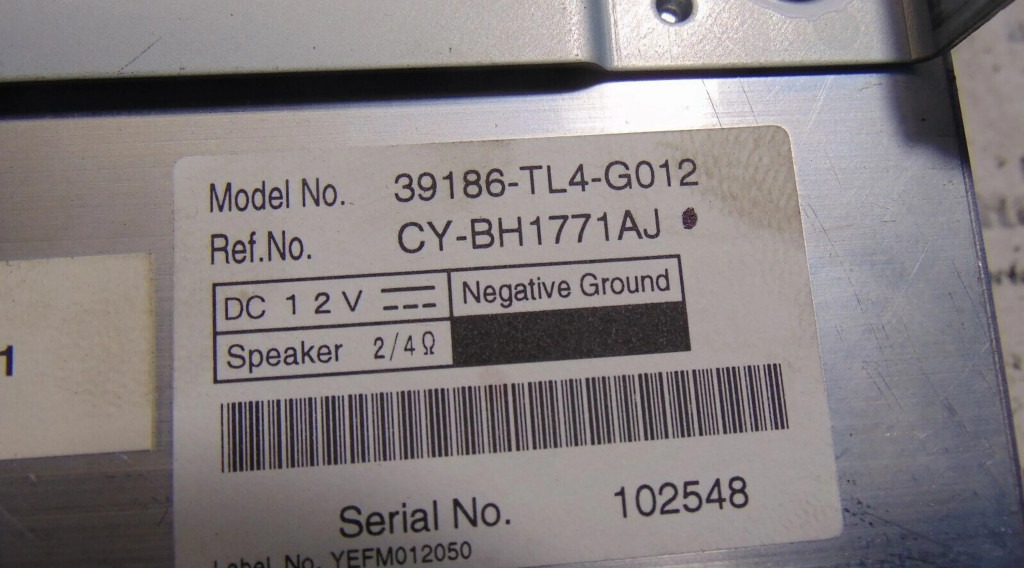 Model No. 39186-TL4-G012
Ref.No. CY-BH1771AJ
DC 12V Negative Ground
Speaker 2/4Ω
Serial No. 102548
Label No. YEFM012050
1